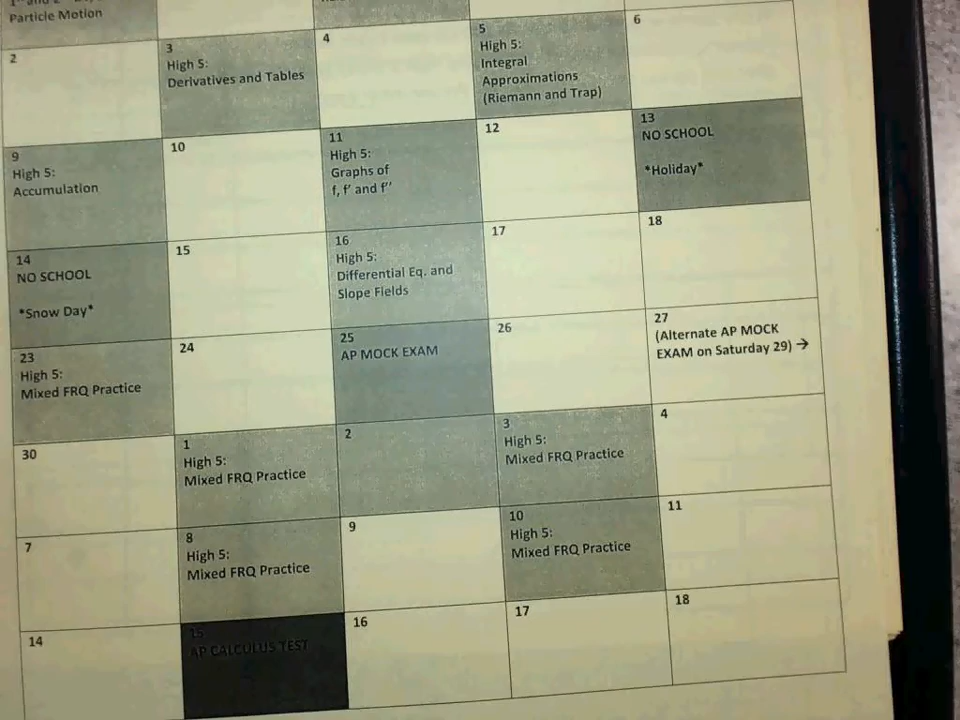 Particle Motion
2
3
High 5:
Derivatives and Tables
4
5
High 5:
Integral
Approximations
(Riemann and Trap)
6
9
High 5:
Accumulation
10
11
High 5:
Graphs of
f, f' and f''
12
13
NO SCHOOL
*Holiday*
14
NO SCHOOL
*Snow Day*
15
16
High 5:
Differential Eq. and
Slope Fields
17
18
23
High 5:
Mixed FRQ Practice
24
25
AP MOCK EXAM
26
27
(Alternate AP MOCK
EXAM on Saturday 29) →
30
1
High 5:
Mixed FRQ Practice
2
3
High 5:
Mixed FRQ Practice
4
7
8
High 5:
Mixed FRQ Practice
9
10
High 5:
Mixed FRQ Practice
11
14
15
AP CALCULUS TEST
16
17
18